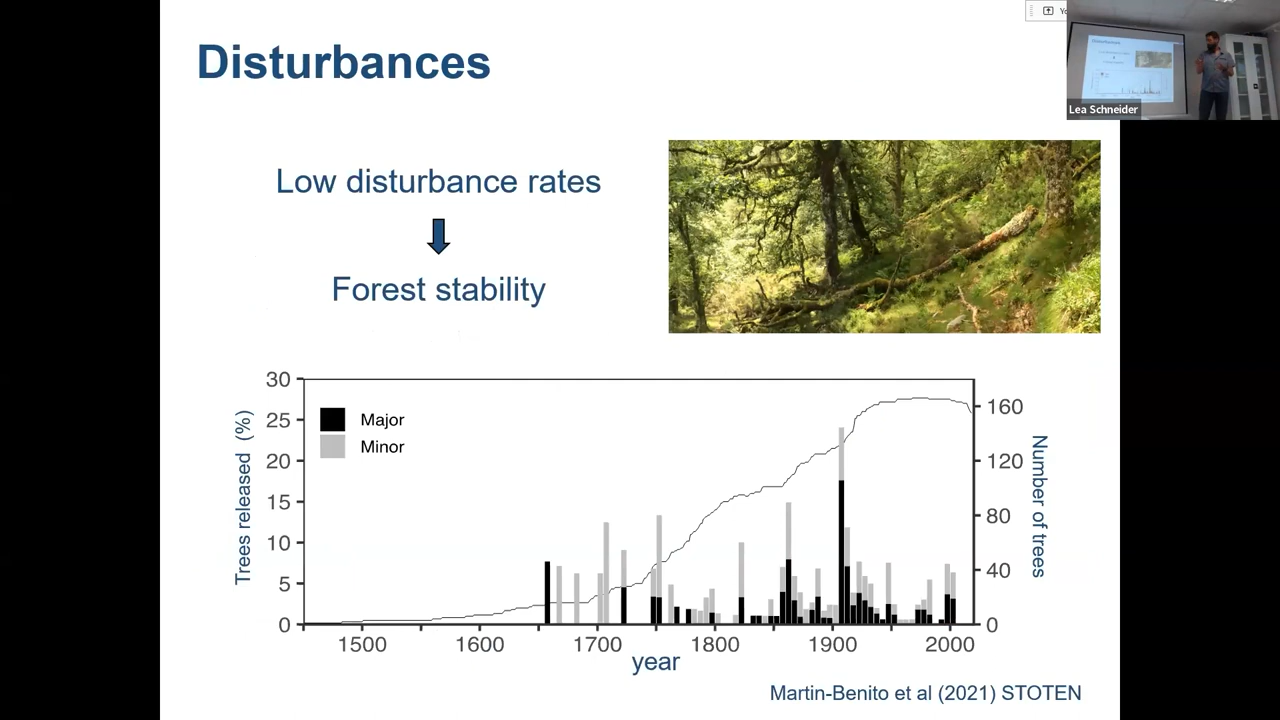 Disturbances
Lea Schneider
Low disturbance rates
Forest stability
Trees released (%)
30
25
20
15
10
5
0
Major
Minor
160
120
80
40
0
Number of trees
1500 1600 1700 1800 1900 2000
year
Martin-Benito et al (2021) STOTEN